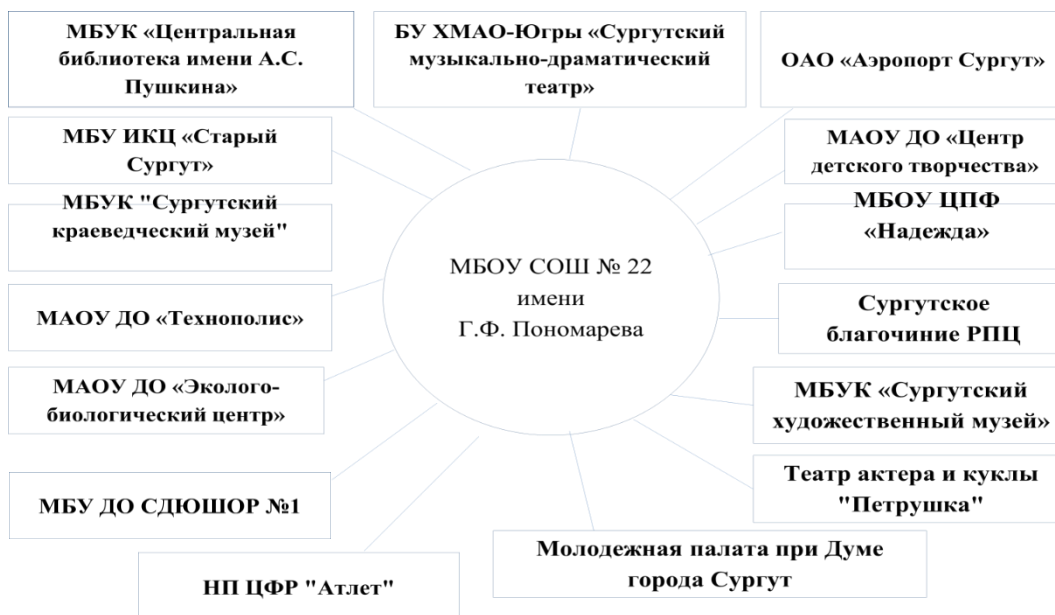 МБУК «Центральная
библиотека имени А.С.
Пушкина»
БУ ХМАО-Югры «Сургутский
музыкально-драматический
театр»
ОАО «Аэропорт Сургут»
МБУ ИКЦ «Старый
Сургут»
МАОУ ДО «Центр
детского творчества»
МБУК "Сургутский
краеведческий музей"
МБОУ ЦПФ
«Надежда»
МБОУ СОШ № 22
имени
Г.Ф. Пономарева
МАОУ ДО «Технополис»
Сургутское
благочиние РПЦ
МАОУ ДО «Эколого-
биологический центр»
МБУК «Сургутский
художественный музей»
МБУ ДО СДЮШОР №1
Театр актера и куклы
"Петрушка"
НП ЦФР "Атлет"
Молодежная палата при Думе
города Сургут